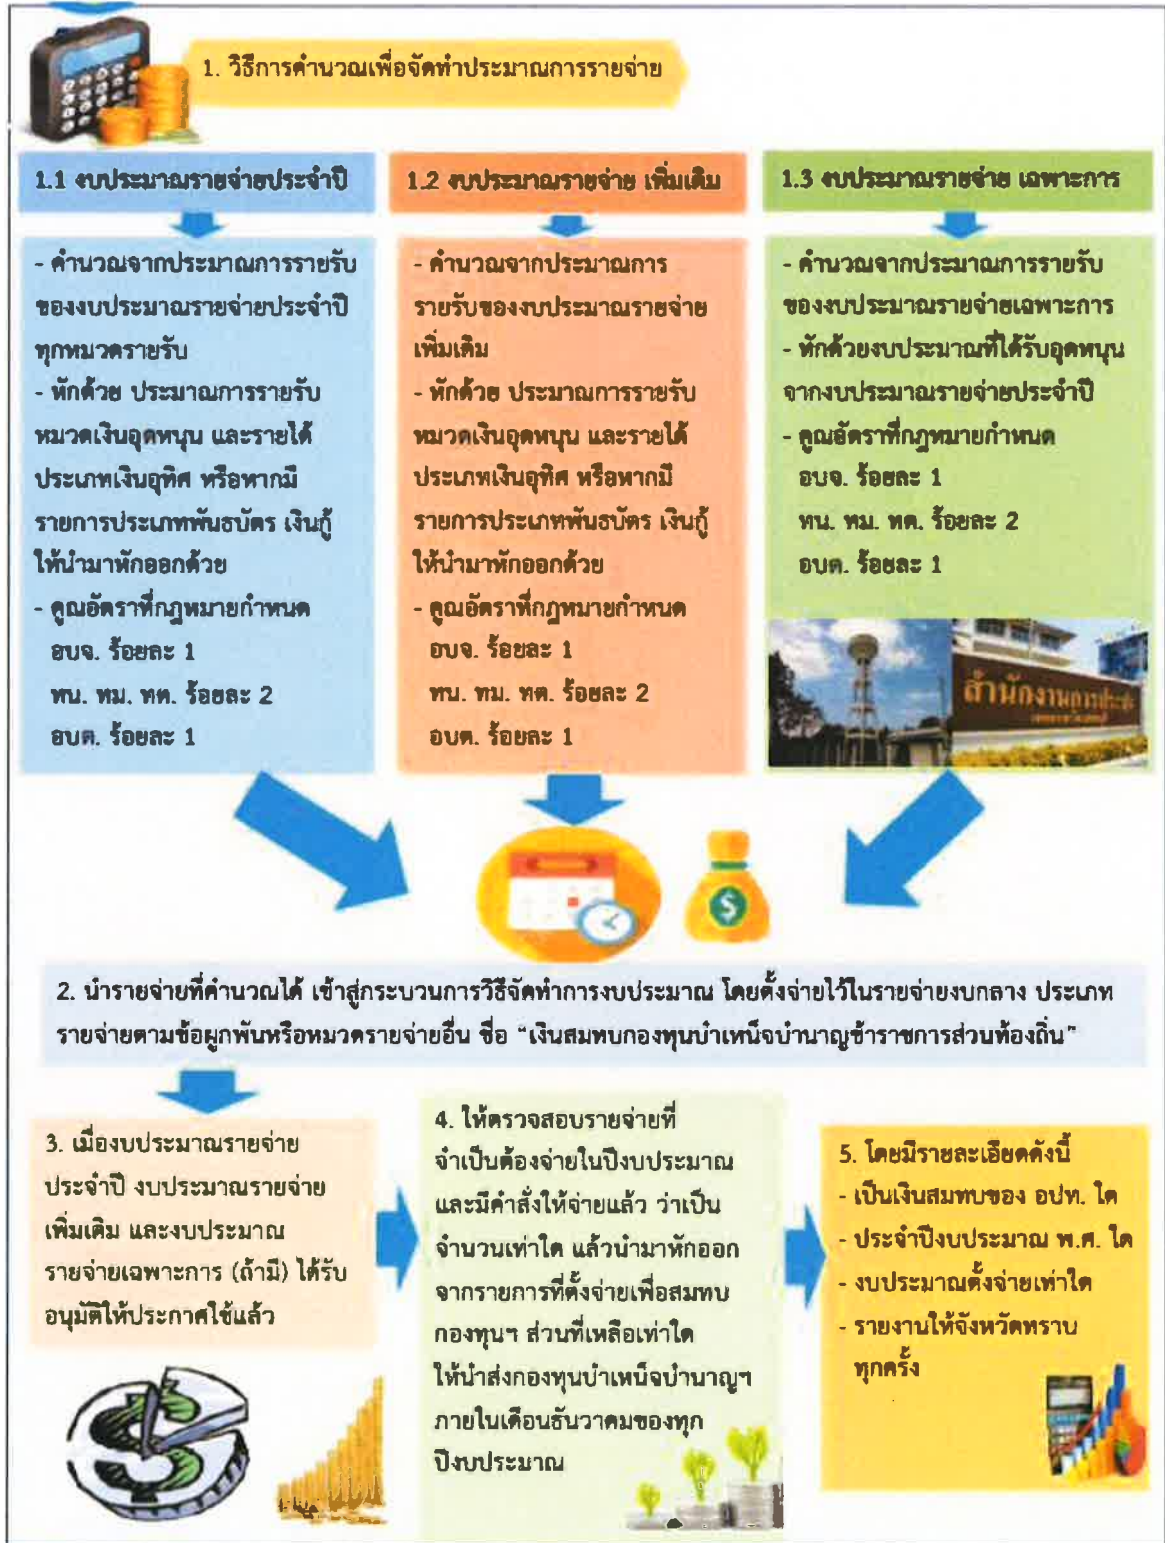 1. วิธีการคำนวณเพื่อจัดทำประมาณการรายจ่าย
1.1 งบประมาณรายจ่ายประจำปี
- คำนวณจากประมาณการรายรับ
ของงบประมาณรายจ่ายประจำปี
ทุกหมวดรายรับ
- หักด้วย ประมาณการรายรับ
หมวดเงินอุดหนุน และรายได้
ประเภทเงินอุทิศ หรือหากมี
รายการประเภทพันธบัตร เงินกู้
ให้นำมาหักออกด้วย
- คูณอัตราที่กฎหมายกำหนด
อบจ. ร้อยละ 1
ทน. ทม. ทต. ร้อยละ 2
อบต. ร้อยละ 1
1.2 งบประมาณรายจ่าย เพิ่มเติม
- คำนวณจากประมาณการ
รายรับของงบประมาณรายจ่าย
เพิ่มเติม
- หักด้วย ประมาณการรายรับ
หมวดเงินอุดหนุน และรายได้
ประเภทเงินอุทิศ หรือหากมี
รายการประเภทพันธบัตร เงินกู้
ให้นำมาหักออกด้วย
- คูณอัตราที่กฎหมายกำหนด
อบจ. ร้อยละ 1
ทน. ทม. ทต. ร้อยละ 2
อบต. ร้อยละ 1
1.3 งบประมาณรายจ่าย เฉพาะการ
- คำนวณจากประมาณการรายรับ
ของงบประมาณรายจ่ายเฉพาะการ
- หักด้วยงบประมาณที่ได้รับอุดหนุน
จากงบประมาณรายจ่ายประจำปี
- คูณอัตราที่กฎหมายกำหนด
อบจ. ร้อยละ 1
ทน. ทม. ทต. ร้อยละ 2
อบต. ร้อยละ 1
สำนักงานการประปา
2. นำรายจ่ายที่คำนวณได้ เข้าสู่กระบวนการวิธีจัดทำการงบประมาณ โดยตั้งจ่ายไว้ในรายจ่ายงบกลาง ประเภท
รายจ่ายตามข้อผูกพันหรือหมวดรายจ่ายอื่น ชื่อ "เงินสมทบกองทุนบำเหน็จบำนาญข้าราชการส่วนท้องถิ่น"
3. เมื่องบประมาณรายจ่าย
ประจำปี งบประมาณรายจ่าย
เพิ่มเติม และงบประมาณ
รายจ่ายเฉพาะการ (ถ้ามี) ได้รับ
อนุมัติให้ประกาศใช้แล้ว
4. ให้ตรวจสอบรายจ่ายที่
จำเป็นต้องจ่ายในปีงบประมาณ
และมีคำสั่งให้จ่ายแล้ว ว่าเป็น
จำนวนเท่าใด แล้วนำมาหักออก
จากรายการที่ตั้งจ่ายเพื่อสมทบ
กองทุนฯ ส่วนที่เหลือเท่าใด
ให้นำส่งกองทุนบำเหน็จบำนาญฯ
ภายในเดือนธันวาคมของทุก
ปีงบประมาณ
5. โดยมีรายละเอียดดังนี้
- เป็นเงินสมทบของ อปท. ใด
- ประจำปีงบประมาณ พ.ศ. ใด
- งบประมาณตั้งจ่ายเท่าใด
- รายงานให้จังหวัดทราบ
ทุกครั้ง